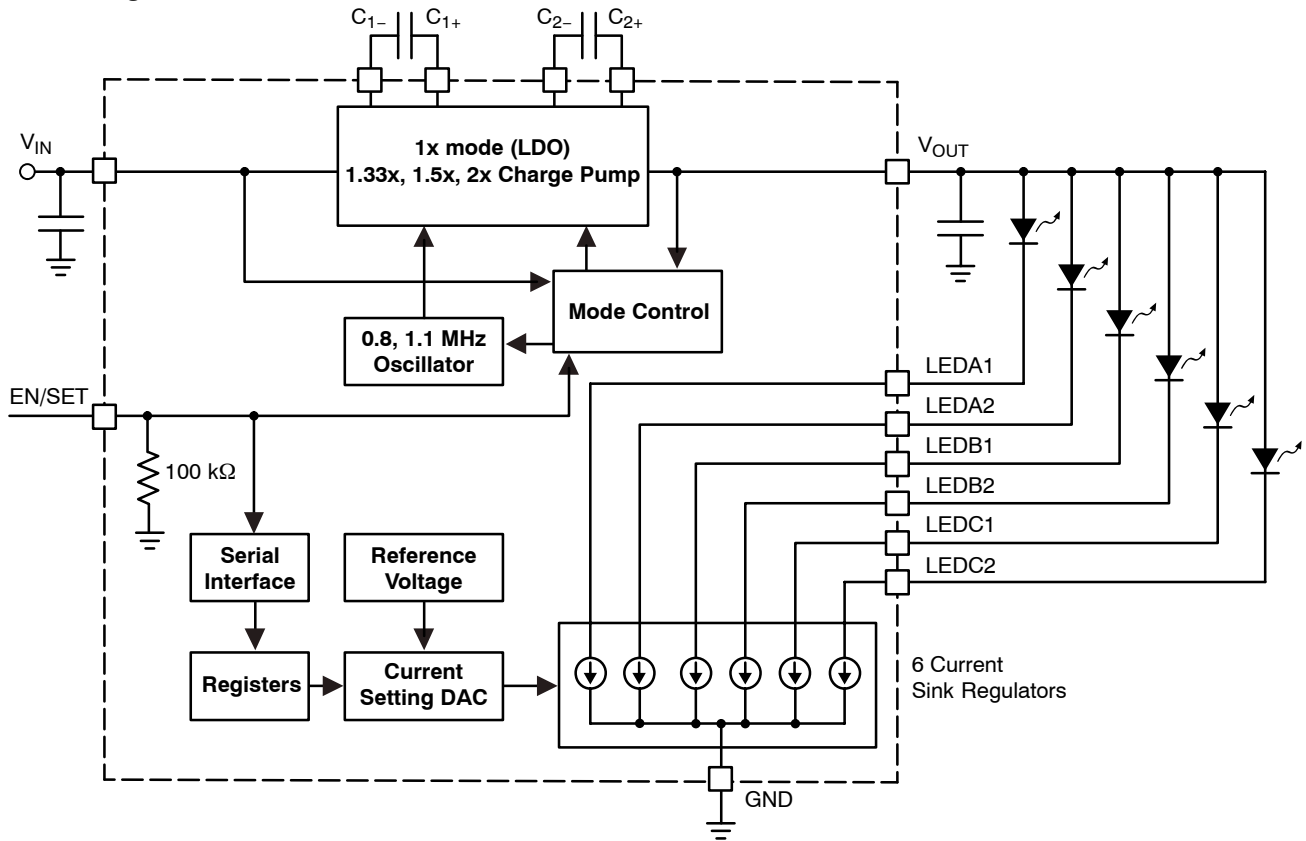 C1− C1+ C2− C2+
VIN
1x mode (LDO)
1.33x, 1.5x, 2x Charge Pump
VOUT
Mode Control
0.8, 1.1 MHz
Oscillator
EN/SET
100 kΩ
LEDA1
LEDA2
LEDB1
LEDB2
LEDC1
LEDC2
Serial
Interface
Reference
Voltage
Registers
Current
Setting DAC
6 Current
Sink Regulators
GND